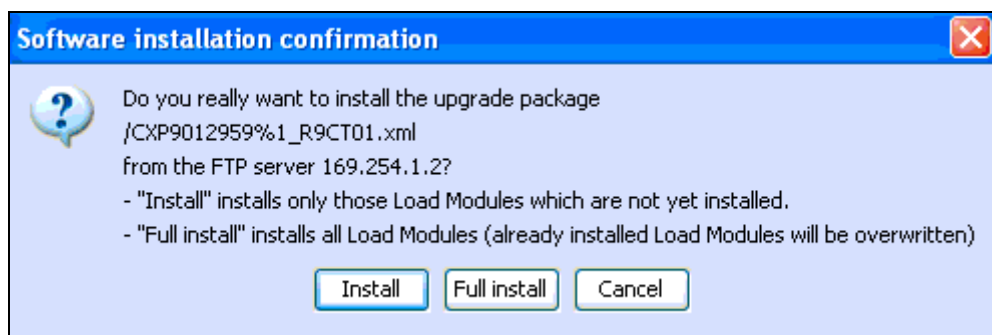 Software installation confirmation
Do you really want to install the upgrade package
/CXP9012959%1_R9CT01.xml
from the FTP server 169.254.1.2?
- "Install" installs only those Load Modules which are not yet installed.
- "Full install" installs all Load Modules (already installed Load Modules will be overwritten)
Install Full install Cancel